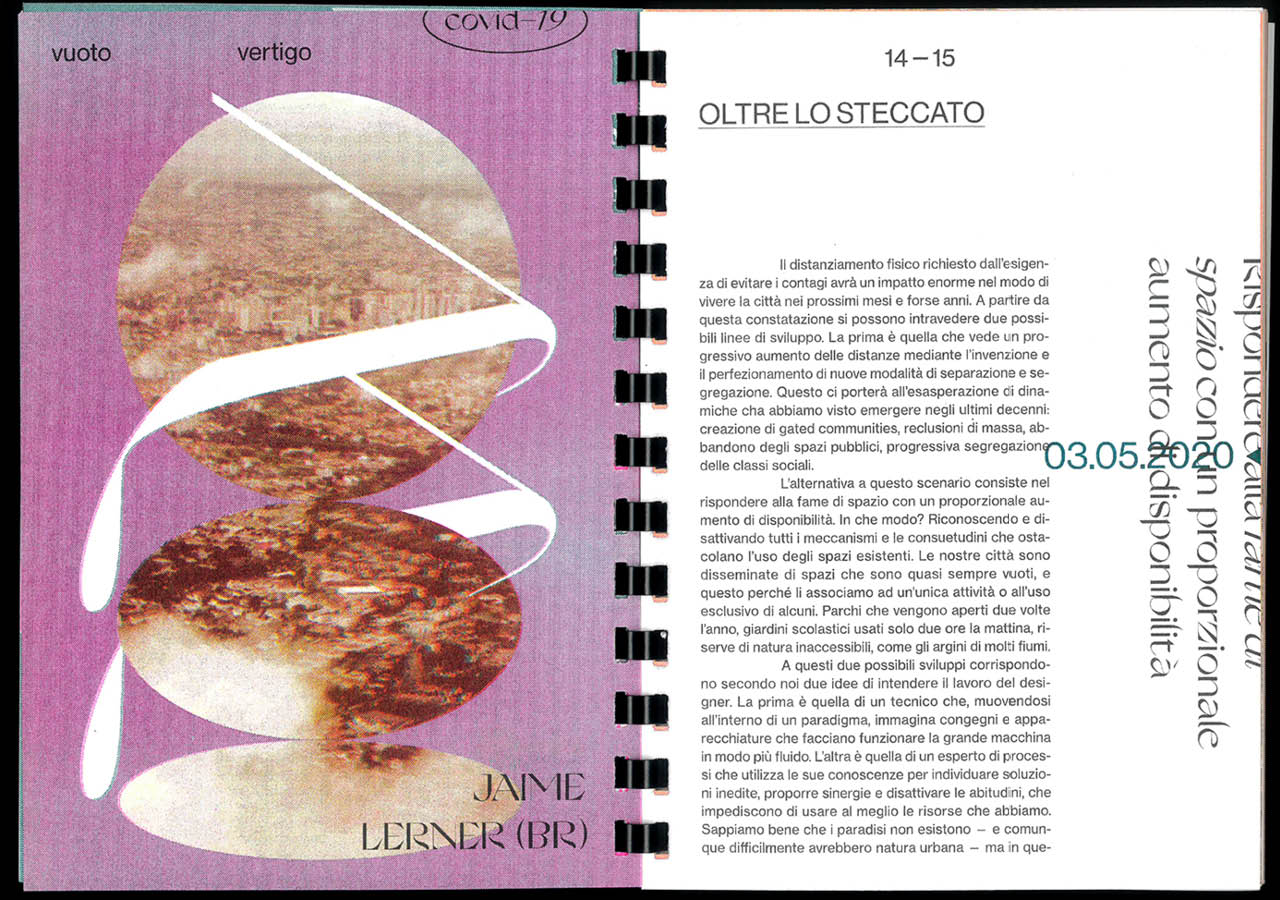 covid–19
vuoto
vertigo
JAIME
LERNER (BR)
14 – 15
OLTRE LO STECCATO
Il distanziamento fisico richiesto dall'esigen-
za di evitare i contagi avrà un impatto enorme nel modo di
vivere la città nei prossimi mesi e forse anni. A partire da
questa constatazione si possono intravedere due possi-
bili linee di sviluppo. La prima è quella che vede un pro-
gressivo aumento delle distanze mediante l'invenzione e
il perfezionamento di nuove modalità di separazione e se-
gregazione. Questo ci porterà all'esasperazione di dina-
miche cha abbiamo visto emergere negli ultimi decenni:
creazione di gated communities, reclusioni di massa, ab-
bandono degli spazi pubblici, progressiva segregazione
delle classi sociali.
L'alternativa a questo scenario consiste nel
rispondere alla fame di spazio con un proporzionale au-
mento di disponibilità. In che modo? Riconoscendo e di-
sattivando tutti i meccanismi e le consuetudini che osta-
colano l'uso degli spazi esistenti. Le nostre città sono
disseminate di spazi che sono quasi sempre vuoti, e
questo perché li associamo ad un'unica attività o all'uso
esclusivo di alcuni. Parchi che vengono aperti due volte
l'anno, giardini scolastici usati solo due ore la mattina, ri-
serve di natura inaccessibili, come gli argini di molti fiumi.
A questi due possibili sviluppi corrispondo-
no secondo noi due idee di intendere il lavoro del desi-
gner. La prima è quella di un tecnico che, muovendosi
all'interno di un paradigma, immagina congegni e appa-
recchiature che facciano funzionare la grande macchina
in modo più fluido. L'altra è quella di un esperto di proces-
si che utilizza le sue conoscenze per individuare soluzio-
ni inedite, proporre sinergie e disattivare le abitudini, che
impediscono di usare al meglio le risorse che abbiamo.
Sappiamo bene che i paradisi non esistono – e comun-
que difficilmente avrebbero natura urbana – ma in que-
03.05.2020
Rispondere alla fame di
spazio con un proporzionale
aumento di disponibilità